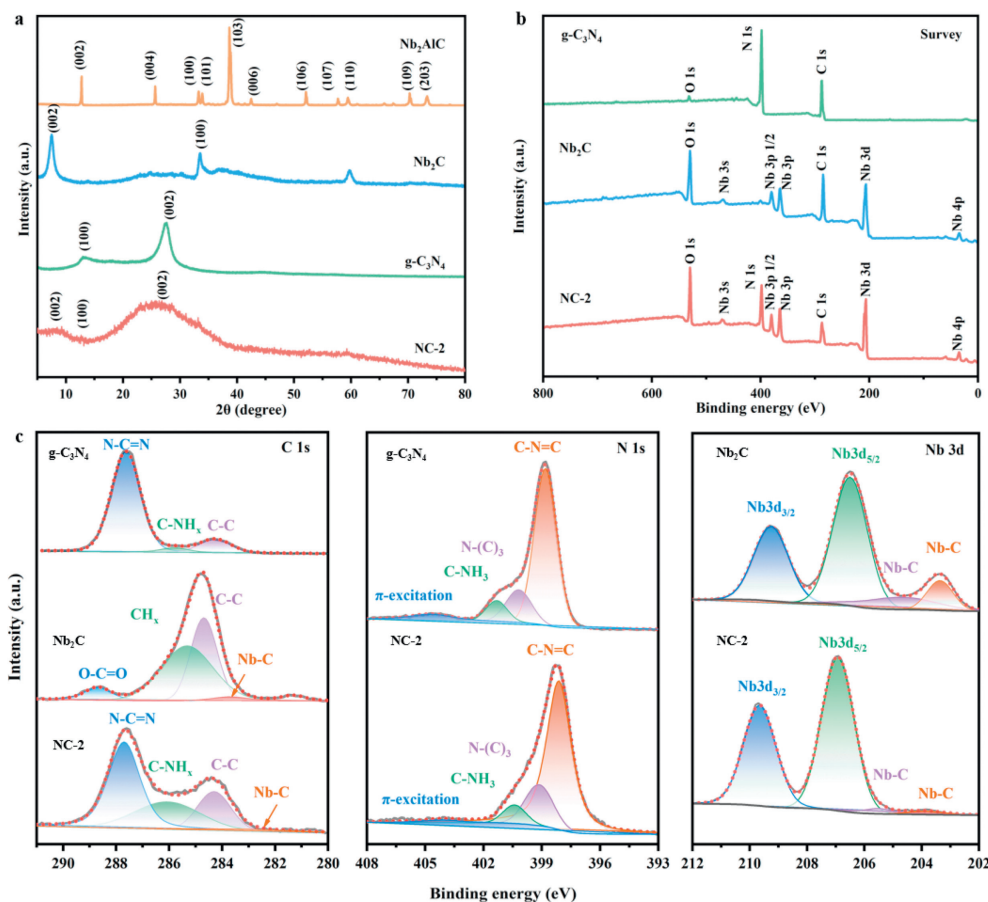 a
(103)
Nb₂AlC
(002)
(004)
(100)
(101)
(006)
(106)
(107)
(110)
(109)
(203)
(002)
(100)
Nb₂C
(002)
(100)
g-C₃N₄
(002)
(002)
(100)
NC-2
Intensity (a.u.)
10 20 30 40 50 60 70 80
2θ (degree)
b
g-C₃N₄
Survey
N 1s
C 1s
O 1s
Nb₂C
O 1s
Nb 3s
Nb 3p 1/2
Nb 3p
C 1s
Nb 3d
Nb 4p
NC-2
O 1s
Nb 3s
N 1s
Nb 3p 1/2
Nb 3p
C 1s
Nb 3d
Nb 4p
Intensity (a.u.)
800 600 400 200 0
Binding energy (eV)
c
N-C=N
C 1s
g-C₃N₄
C-NHₓ
C-C
CHₓ
C-C
Nb₂C
Nb-C
O-C=O
N-C=N
NC-2
C-NHₓ
C-C
Nb-C
290 288 286 284 282 280
Intensity (a.u.)
g-C₃N₄
C-N=C
N 1s
N-(C)₃
C-NH₃
π-excitation
NC-2
C-N=C
N-(C)₃
C-NH₃
π-excitation
408 405 402 399 396 393
Nb₂C
Nb 3d
Nb3d₅/₂
Nb3d₃/₂
Nb-C
Nb-C
NC-2
Nb3d₅/₂
Nb3d₃/₂
Nb-C
Nb-C
212 210 208 206 204 202
Binding energy (eV)